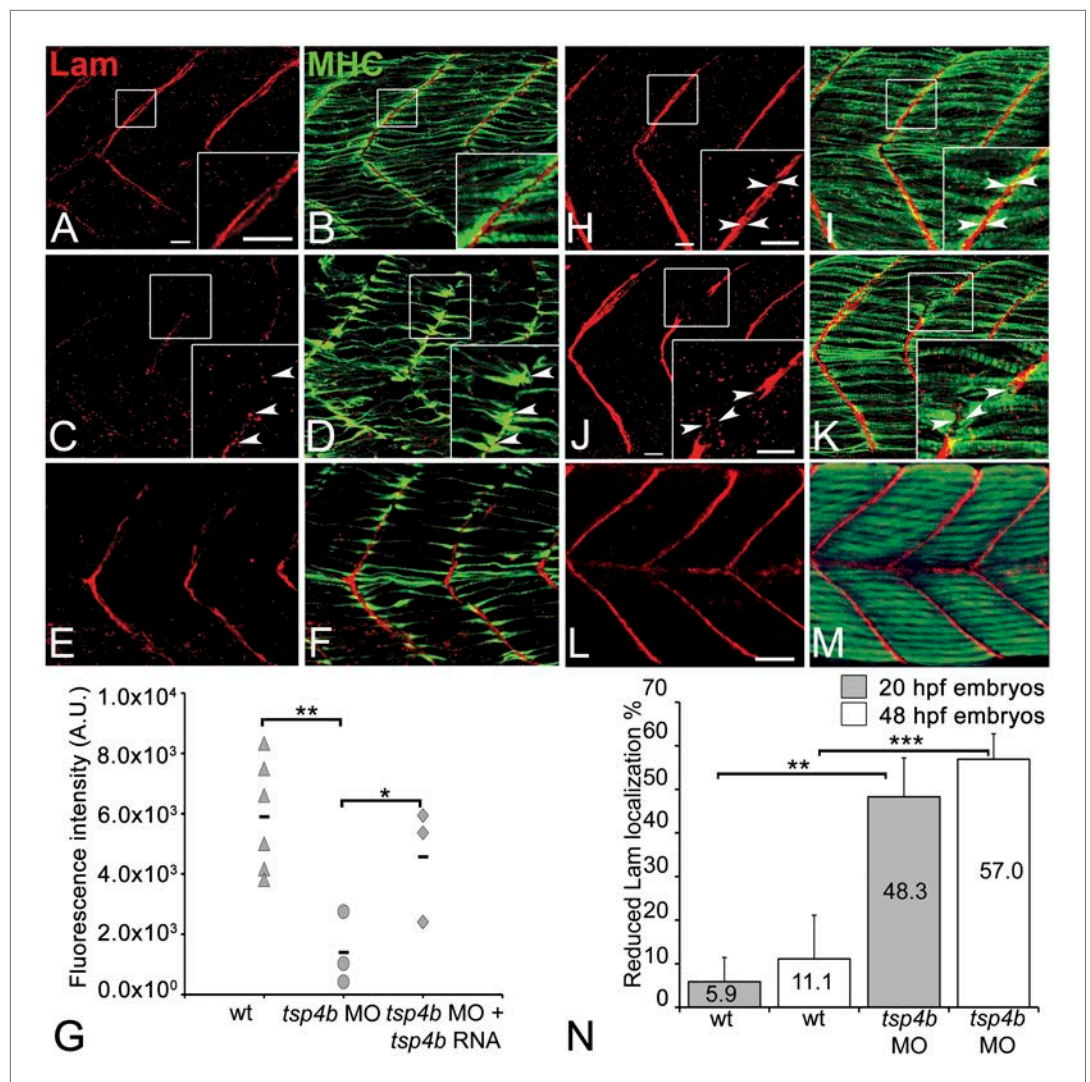 Lam
MHC
A
B
H
I
C
D
J
K
E
F
L
M
1.0x10⁴
8.0x10³
6.0x10³
4.0x10³
2.0x10³
0.0x10⁰
Fluorescence intensity (A.U.)
**
*
wt
tsp4b MO
tsp4b MO +
tsp4b RNA
G
20 hpf embryos
48 hpf embryos
70
60
50
40
30
20
10
0
Reduced Lam localization %
**
***
5.9
11.1
48.3
57.0
wt
wt
tsp4b
MO
tsp4b
MO
N